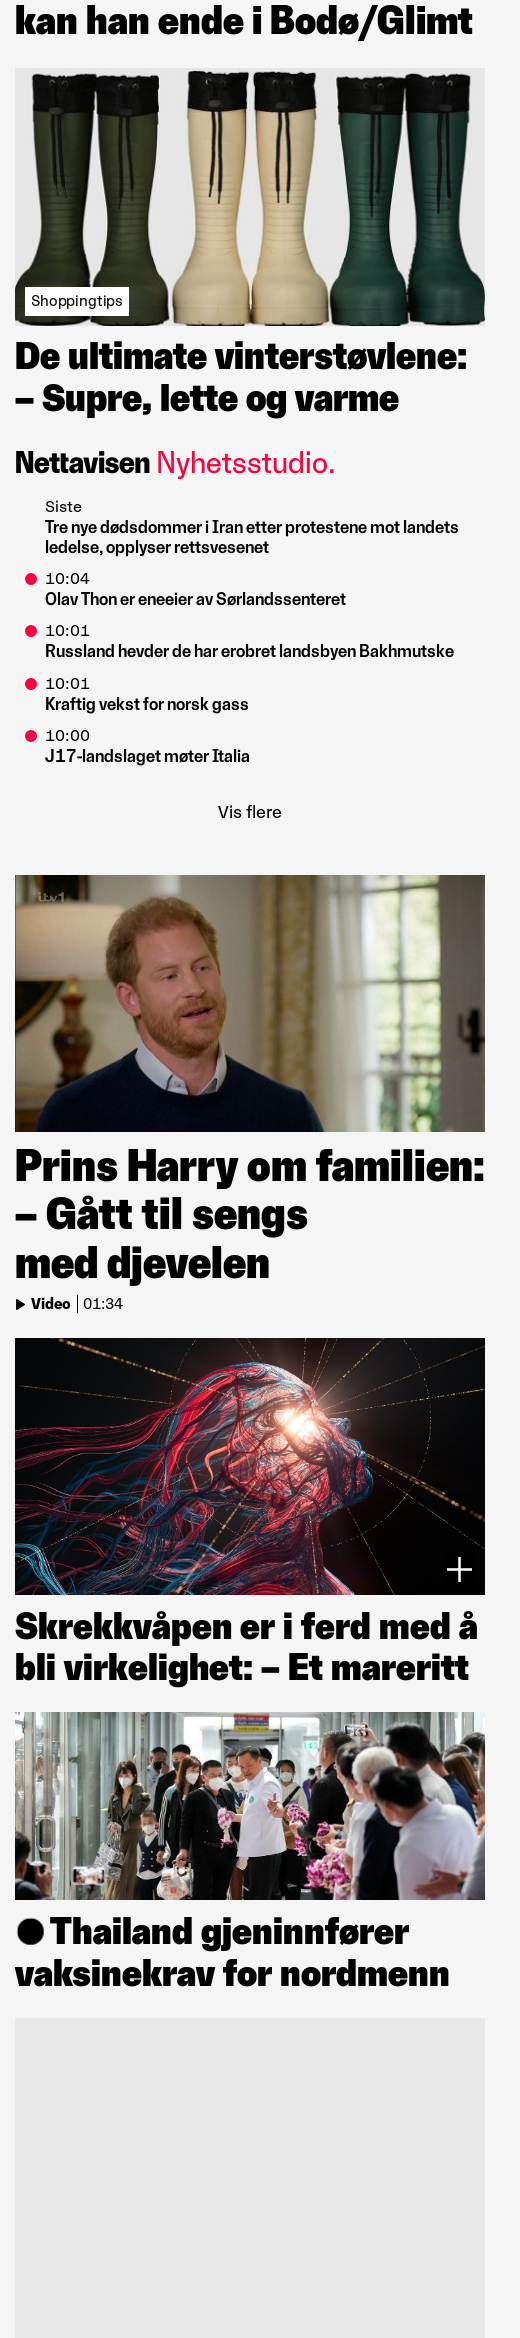 kan han ende i Bodø/Glimt
Shoppingtips
De ultimate vinterstøvlene:
– Supre, lette og varme
Nettavisen Nyhetsstudio.
Siste
Tre nye dødsdommer i Iran etter protestene mot landets
ledelse, opplyser rettsvesenet
10:04
Olav Thon er eneeier av Sørlandssenteret
10:01
Russland hevder de har erobret landsbyen Bakhmutske
10:01
Kraftig vekst for norsk gass
10:00
J17-landslaget møter Italia
Vis flere
itv1
Prins Harry om familien:
– Gått til sengs
med djevelen
Video | 01:34
Skrekkvåpen er i ferd med å
bli virkelighet: – Et mareritt
Thailand gjeninnfører
vaksinekrav for nordmenn